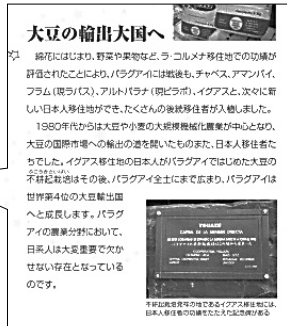 大豆の輸出大国へ
綿花にはじまり、野菜や果物など、ラ・コルメナ移住地での功績が
評価されたことにより、パラグアイには戦後も、チャベス、アマンバイ、
フラム(現ラパス)、アルトパラナ(現ピラポ)、イグアスと、次々に新
しい日本人移住地ができ、たくさんの後続移住者が入植しました。
1980年代からは大豆や小麦の大規模機械化農業が中心となり、
大豆の国際市場への輸出の道を開いたものまた、日本人移住者た
ちでした。イグアス移住地の日本人がパラグアイではじめた大豆の
不耕起栽培はその後、パラグアイ全土にまで広まり、パラグアイは
世界第4位の大豆輸出国
へと成長します。パラグ
アイの農業分野において、
日系人は大変重要で欠か
せない存在となっている
のです。
不耕起栽培発祥の地であるイグアス移住地には、
日本人移住者の功績をたたえた記念碑がある